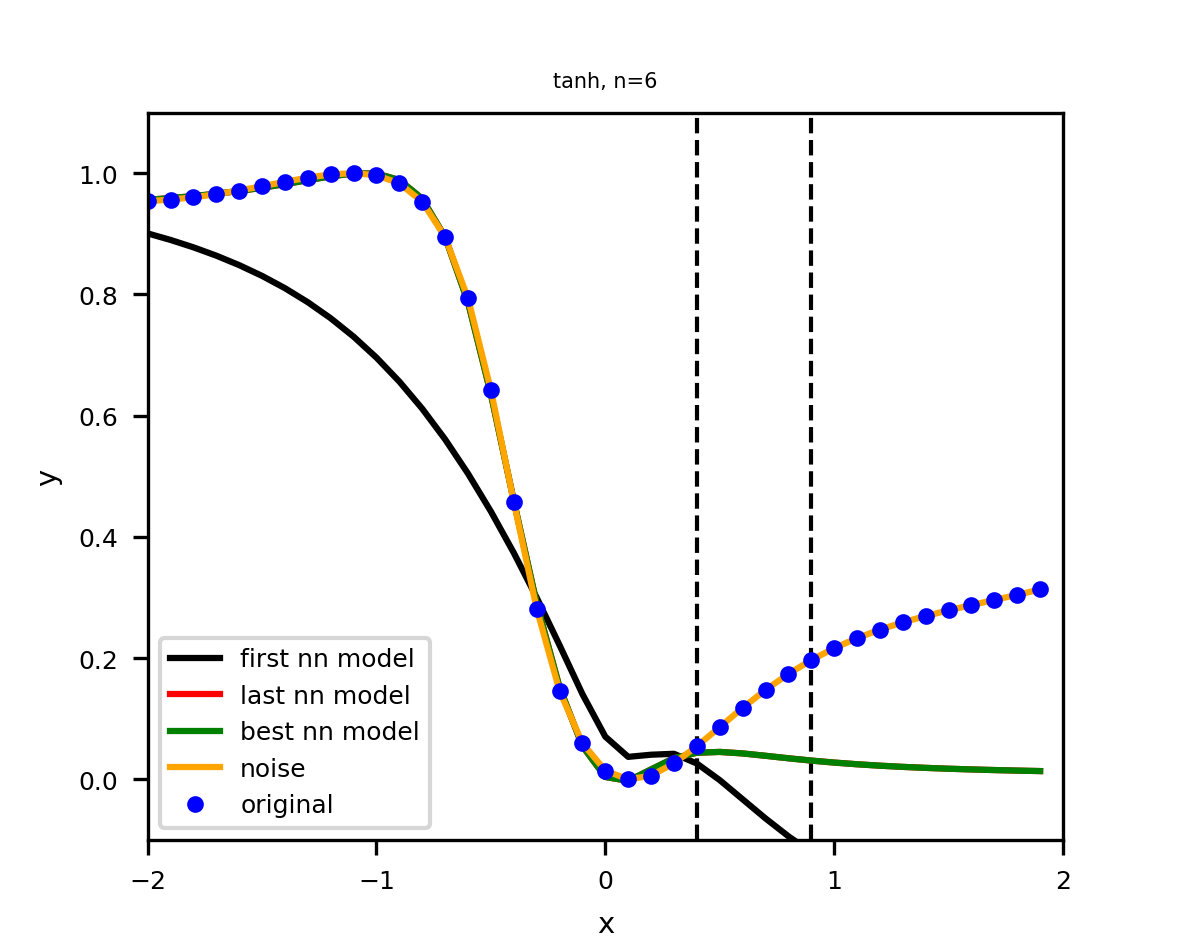 tanh, n=6
1.0
0.8
0.6
0.4
0.2
0.0
y
first nn model
last nn model
best nn model
noise
original
−2
−1
0
1
2
x